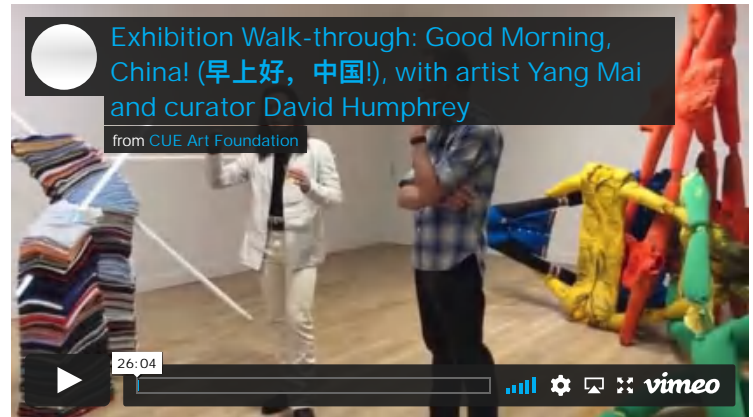 Exhibition Walk-through: Good Morning,
China! (早上好，中国!), with artist Yang Mai
and curator David Humphrey
from CUE Art Foundation
26:04
vimeo